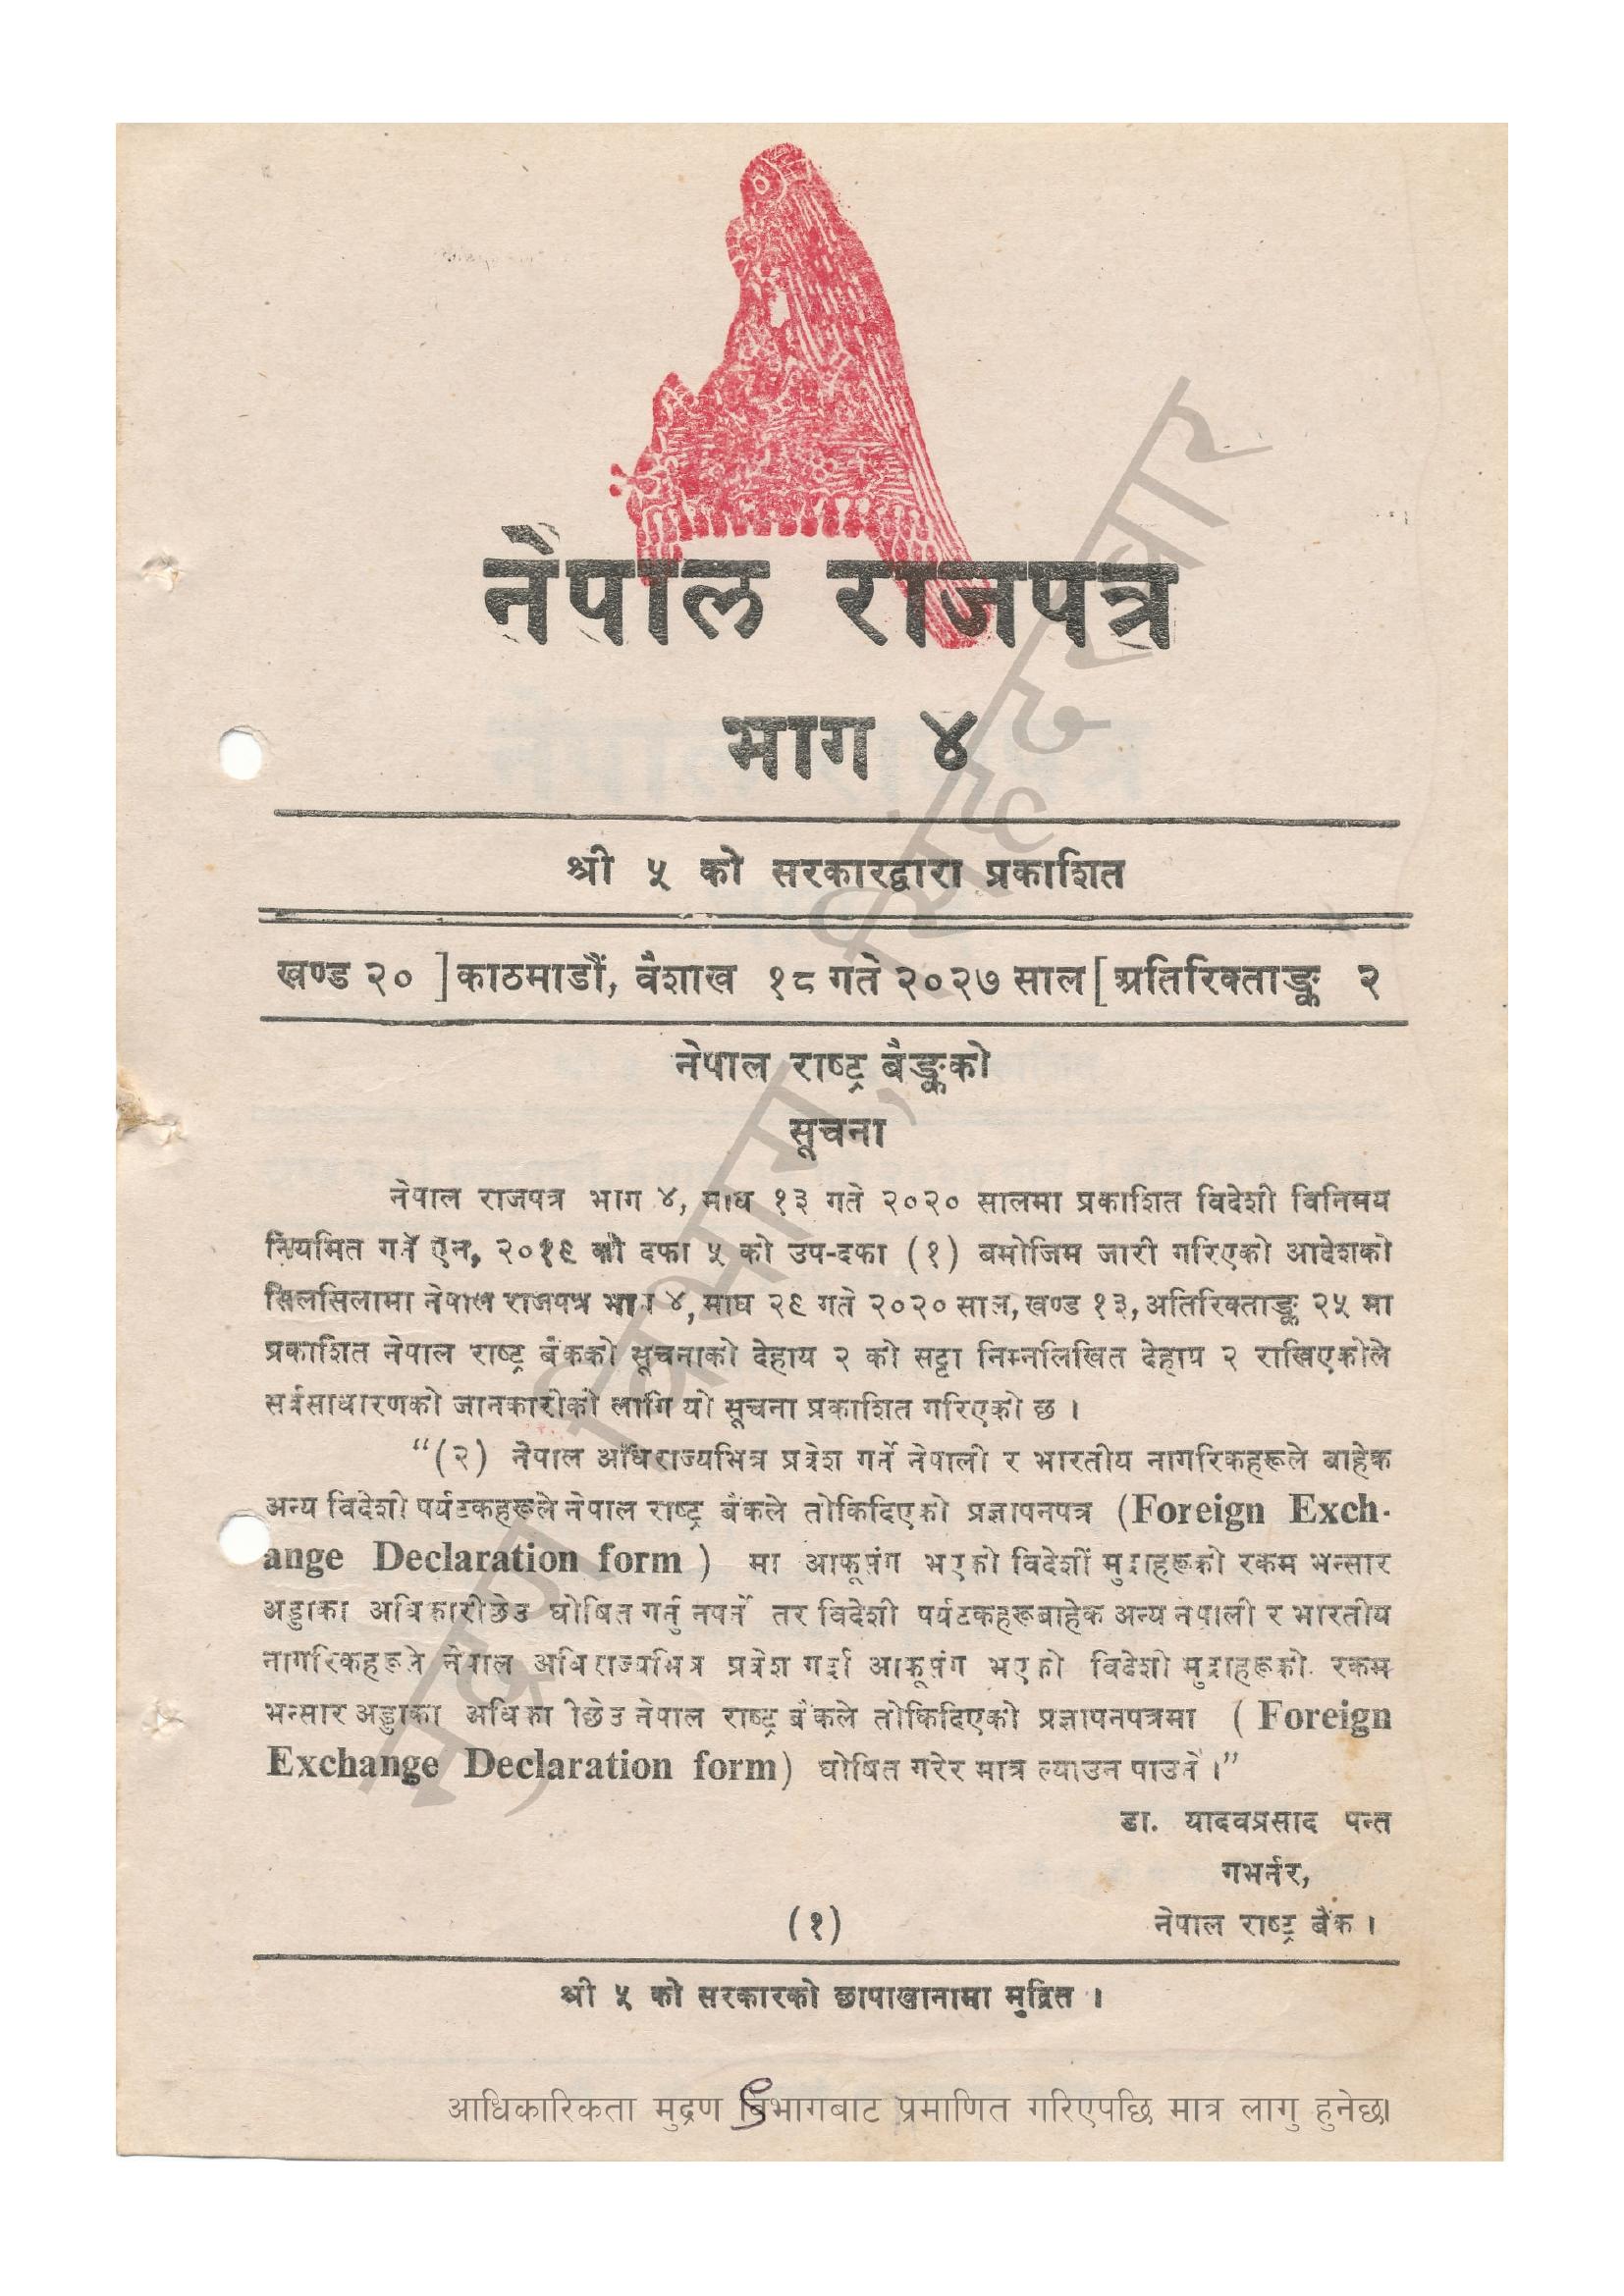 नेपाल राजपत्र
भाग ४
श्री ५ को सरकारद्वारा प्रकाशित
खण्ड २० ] काठमाडौं, वैशाख १८ गते २०२७ साल [ अतिरिक्ताङ्क २
नेपाल राष्ट्र बैङ्कको
सूचना
नेपाल राजपत्र भाग ४, माघ १३ गते २०२० सालमा प्रकाशित विदेशी विनिमय
नियमित गर्ने ऐन, २०१९ को दफा ५ को उप-दफा (१) बमोजिम जारी गरिएको आदेशको
सिलसिलामा नेपाल राजपत्र भाग ४, माघ २९ गते २०२० साल, खण्ड १३, अतिरिक्ताङ्क २५ मा
प्रकाशित नेपाल राष्ट्र बैंकको सूचनाको देहाय २ को सट्टा निम्नलिखित देहाय २ राखिएकोले
सर्वसाधारणको जानकारीको लागि यो सूचना प्रकाशित गरिएको छ ।
“(२) नेपाल अधिराज्यभित्र प्रवेश गर्ने नेपाली र भारतीय नागरिकहरूले बाहेक
अन्य विदेशी पर्यटकहरूले नेपाल राष्ट्र बैंकले तोकिदिएको प्रज्ञापनपत्र (Foreign Exch-
ange Declaration form ) मा आफूसंग भएको विदेशी मुद्राहरूको रकम भन्सार
अड्डाका अधिकारीछेउ घोषित गर्नु नपर्ने तर विदेशी पर्यटकहरूबाहेक अन्य नेपाली र भारतीय
नागरिकहरूले नेपाल अधिराज्यभित्र प्रवेश गर्दा आफूसंग भएको विदेशी मुद्राहरूको रकम
भन्सार अड्डाका अधिकारीछेउ नेपाल राष्ट्र बैंकले तोकिदिएको प्रज्ञापनपत्रमा ( Foreign
Exchange Declaration form) घोषित गरेर मात्र ल्याउन पाउने ।”
डा. यादवप्रसाद पन्त
गभर्नर,
नेपाल राष्ट्र बैंक ।
(१)
श्री ५ को सरकारको छापाखानामा मुद्रित ।
मुद्रण विभाग, सिंहदरबार
आधिकारिकता मुद्रण विभागबाट प्रमाणित गरिएपछि मात्र लागु हुनेछ।